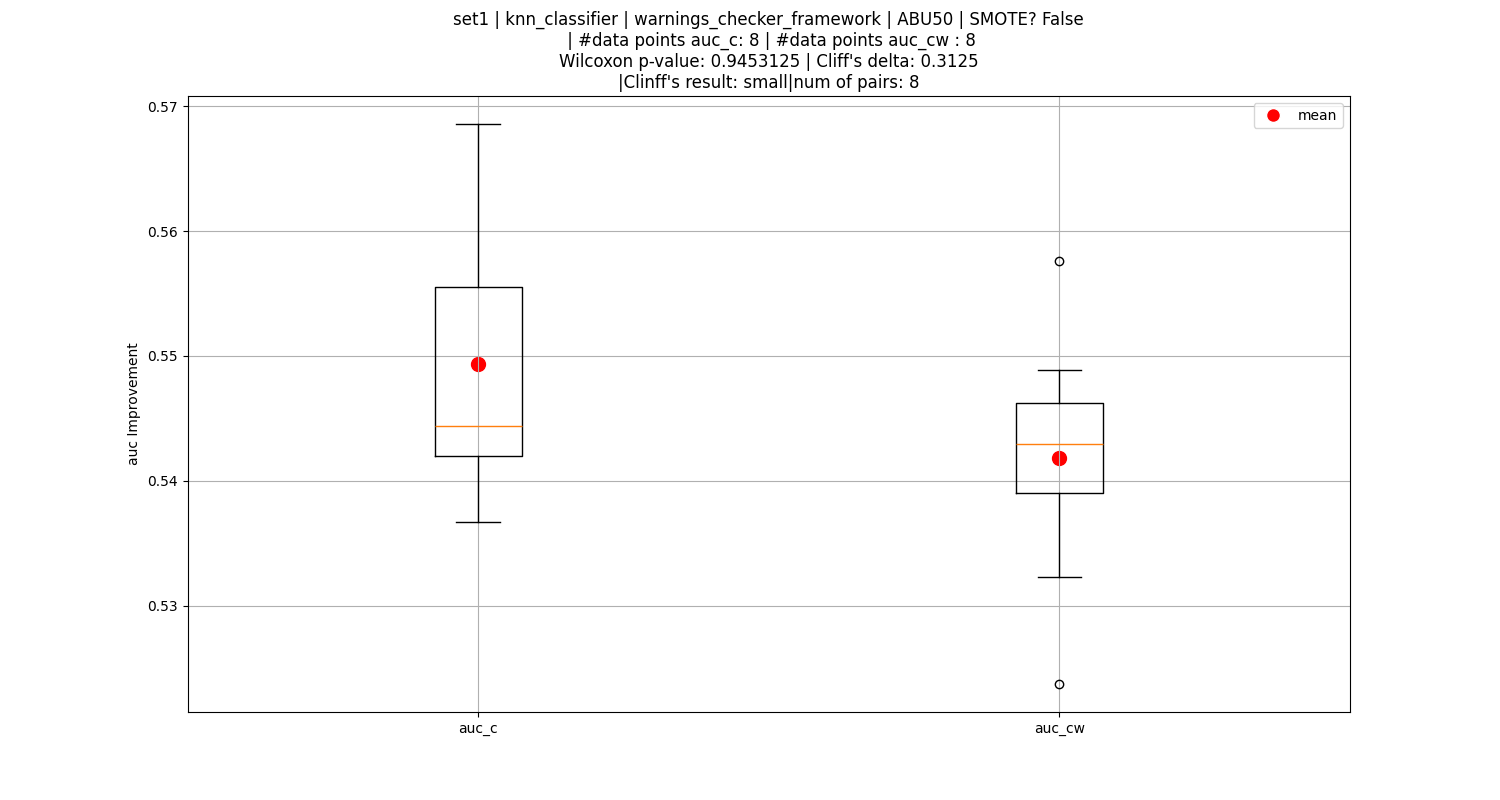 set1 | knn_classifier | warnings_checker_framework | ABU50 | SMOTE? False
| #data points auc_c: 8 | #data points auc_cw : 8
Wilcoxon p-value: 0.9453125 | Cliff's delta: 0.3125
|Clinff's result: small|num of pairs: 8
mean
0.57
0.56
0.55
0.54
0.53
auc Improvement
auc_c
auc_cw